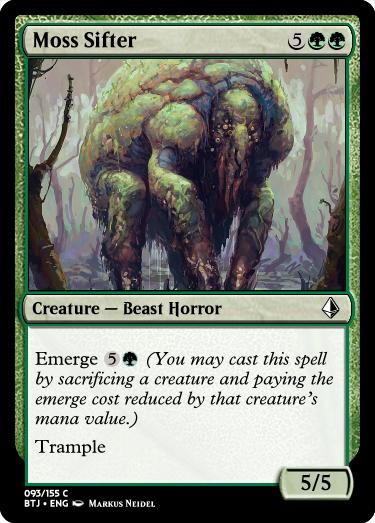 Moss Sifter 5
Creature — Beast Horror
Emerge 5 (You may cast this spell
by sacrificing a creature and paying the
emerge cost reduced by that creature's
mana value.)
Trample
5/5
093/155 C
BTJ • ENG Markus Neidel